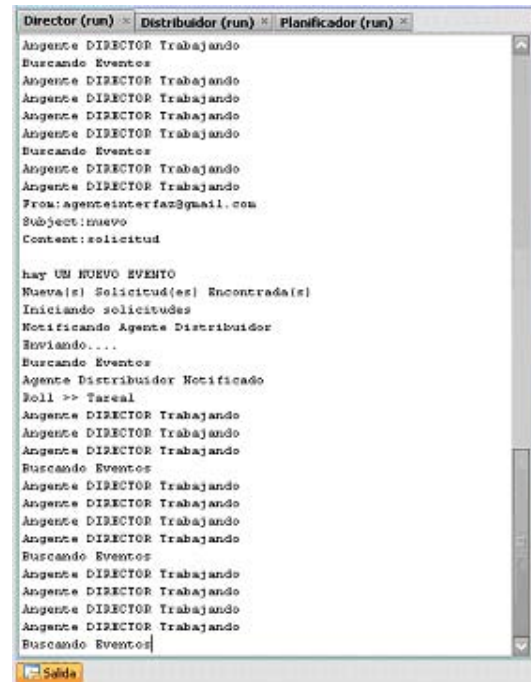 Director (run) × Distribuidor (run) × Planificador (run) ×
Angente DIRECTOR Trabajando
Buscando Eventos
Angente DIRECTOR Trabajando
Angente DIRECTOR Trabajando
Angente DIRECTOR Trabajando
Angente DIRECTOR Trabajando
Buscando Eventos
Angente DIRECTOR Trabajando
Angente DIRECTOR Trabajando
From:agenteinterfaz@gmail.com
Subject:nuevo
Content:solicitud
hay UN NUEVO EVENTO
Nueva(s) Solicitud(es) Encontrada(s)
Iniciando solicitudes
Notificando Agente Distribuidor
Enviando....
Buscando Eventos
Agente Distribuidor Notificado
Roll >> Tarea1
Angente DIRECTOR Trabajando
Angente DIRECTOR Trabajando
Angente DIRECTOR Trabajando
Buscando Eventos
Angente DIRECTOR Trabajando
Angente DIRECTOR Trabajando
Angente DIRECTOR Trabajando
Angente DIRECTOR Trabajando
Buscando Eventos
Angente DIRECTOR Trabajando
Angente DIRECTOR Trabajando
Angente DIRECTOR Trabajando
Angente DIRECTOR Trabajando
Buscando Eventos
Salida